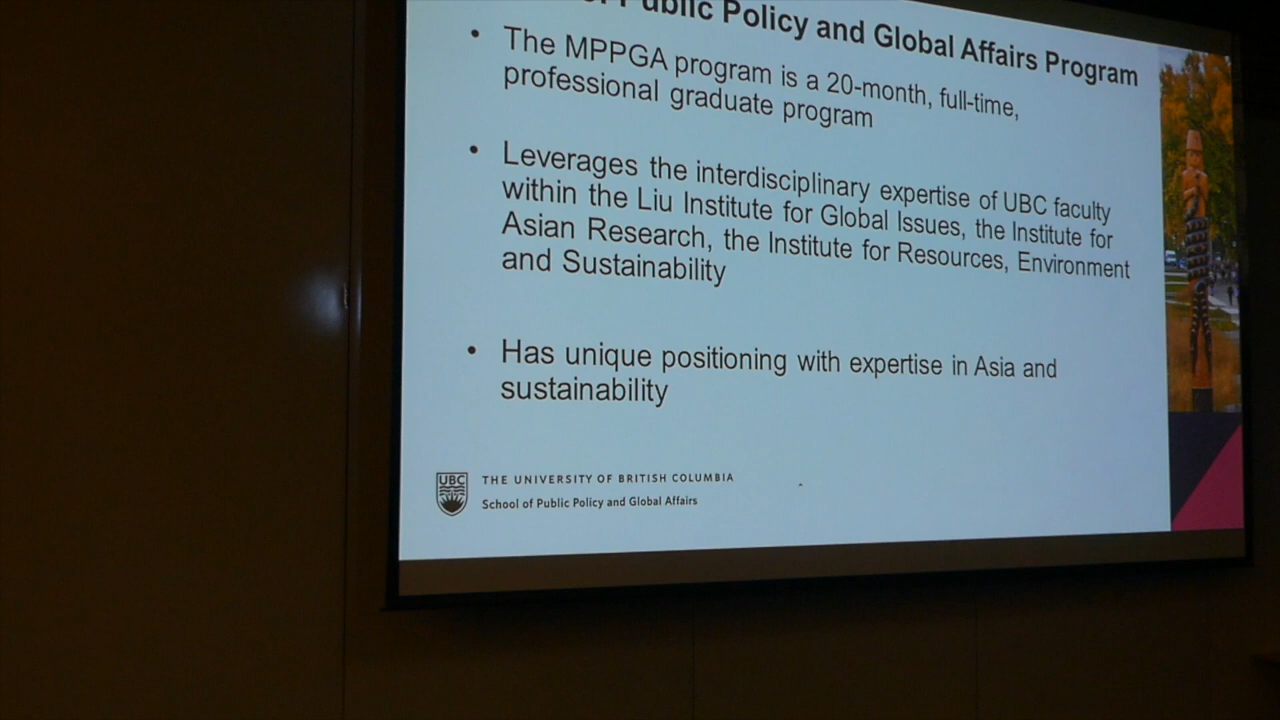 Public Policy and Global Affairs Program
• The MPPGA program is a 20-month, full-time,
professional graduate program
• Leverages the interdisciplinary expertise of UBC faculty
within the Liu Institute for Global Issues, the Institute for
Asian Research, the Institute for Resources, Environment
and Sustainability
• Has unique positioning with expertise in Asia and
sustainability
UBC
THE UNIVERSITY OF BRITISH COLUMBIA
School of Public Policy and Global Affairs